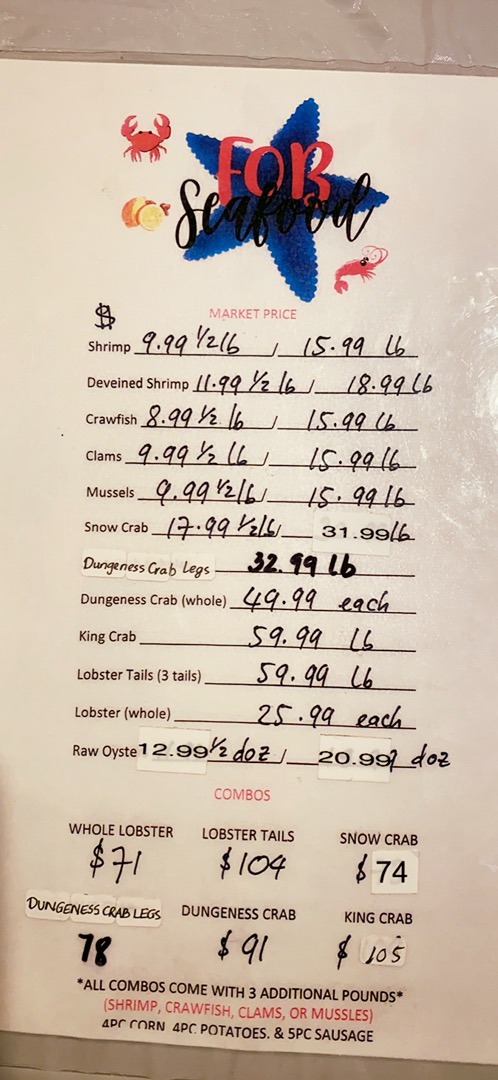 FOB
Seafood
$ MARKET PRICE
Shrimp 9.99 ½ lb / 15.99 lb
Deveined Shrimp 11.99 ½ lb / 18.99 lb
Crawfish 8.99 ½ lb / 15.99 lb
Clams 9.99 ½ lb / 15.99 lb
Mussels 9.99 ½ lb / 15.99 lb
Snow Crab 17.99 ½ lb / 31.99 lb
Dungeness Crab Legs 32.99 lb
Dungeness Crab (whole) 49.99 each
King Crab 59.99 lb
Lobster Tails (3 tails) 59.99 lb
Lobster (whole) 25.99 each
Raw Oyste 12.99 ½ doz / 20.99 doz
COMBOS
WHOLE LOBSTER LOBSTER TAILS SNOW CRAB
$71 $104 $74
DUNGENESS CRAB LEGS DUNGENESS CRAB KING CRAB
78 $91 $105
*ALL COMBOS COME WITH 3 ADDITIONAL POUNDS*
(SHRIMP, CRAWFISH, CLAMS, OR MUSSLES)
4PC CORN, 4PC POTATOES, & 5PC SAUSAGE